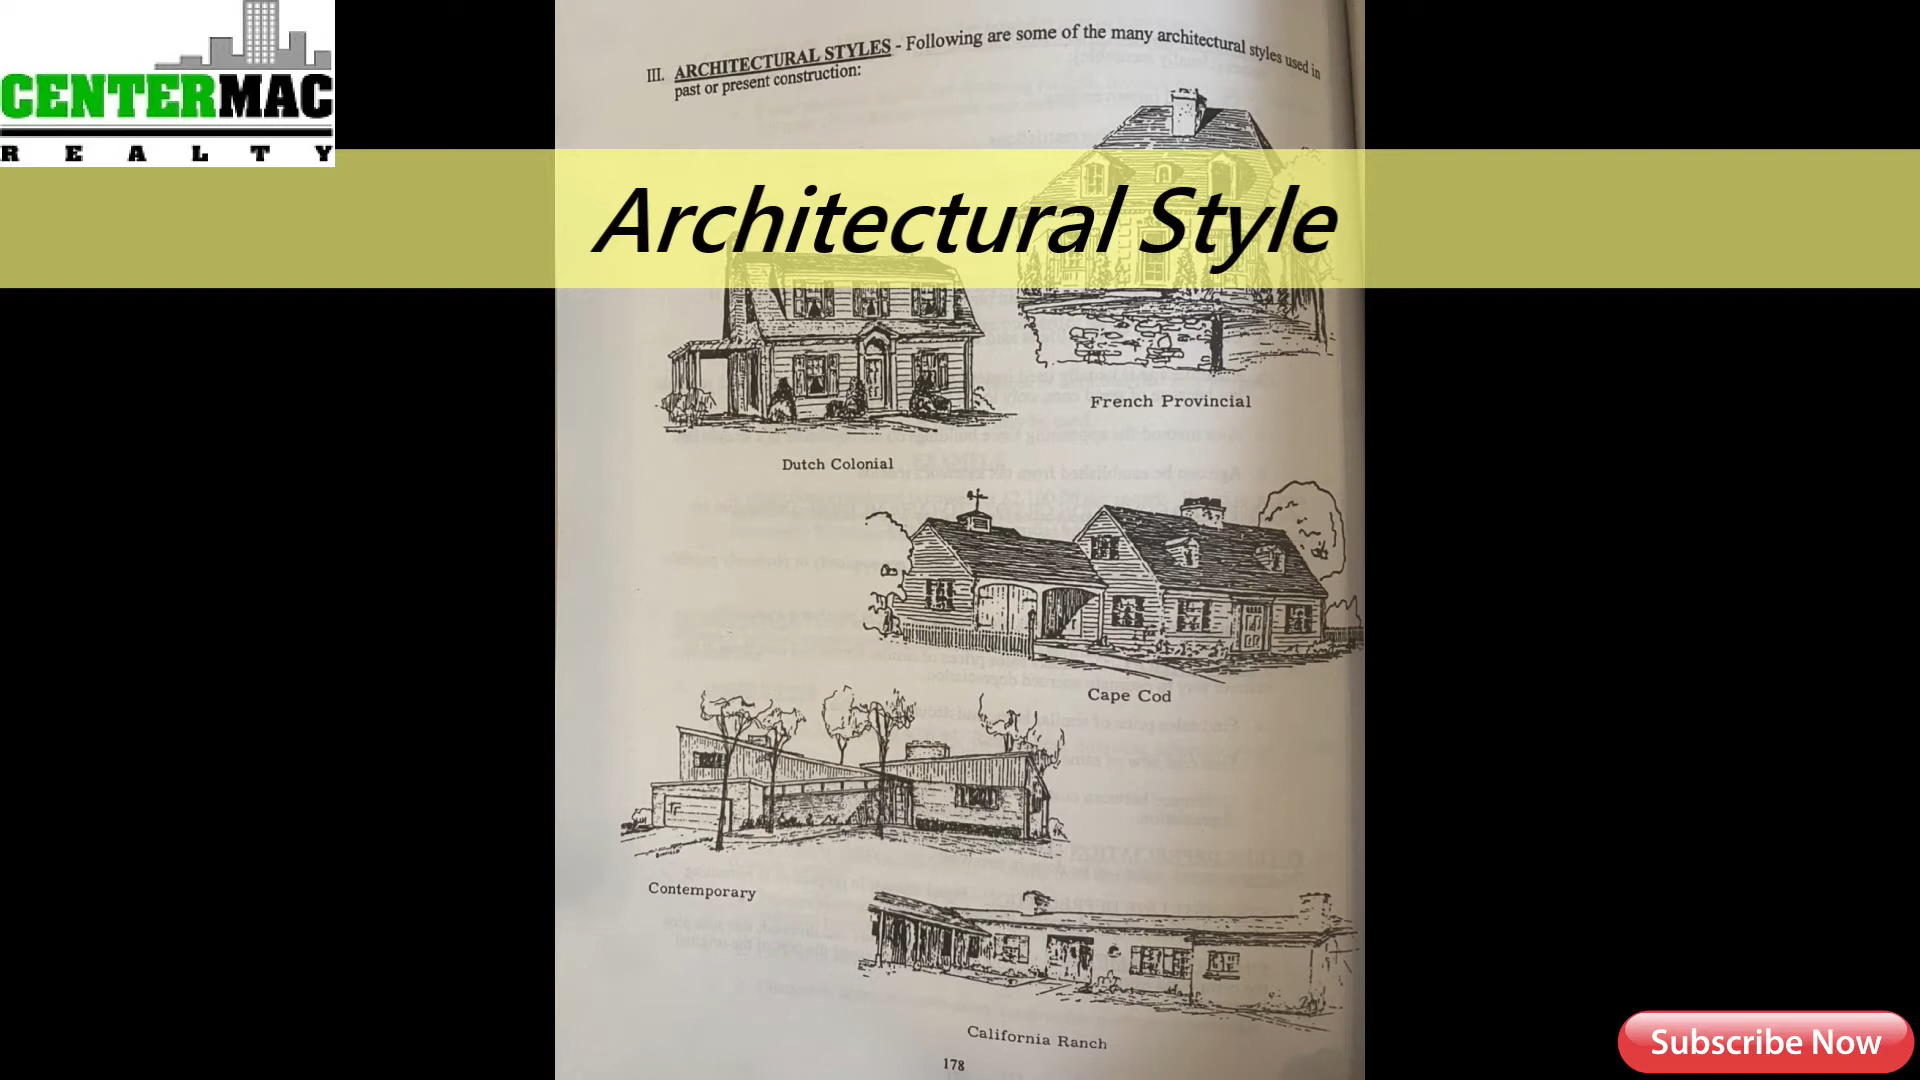 CENTERMAC
REALTY
III. ARCHITECTURAL STYLES - Following are some of the many architectural styles used in
past or present construction:
Architectural Style
French Provincial
Dutch Colonial
Cape Cod
Contemporary
California Ranch
178
Subscribe Now